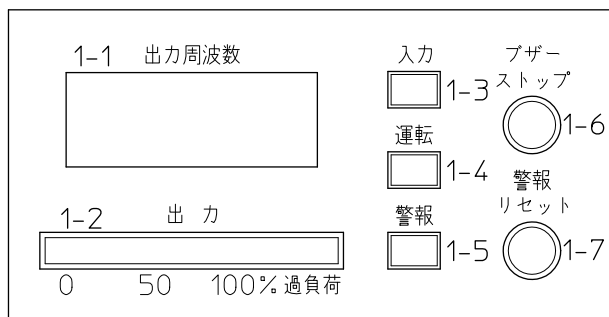 1-1 出力周波数
1-2 出力
0 50 100% 過負荷
入力
1-3
運転
1-4
警報
1-5
ブザー
ストップ
1-6
警報
リセット
1-7